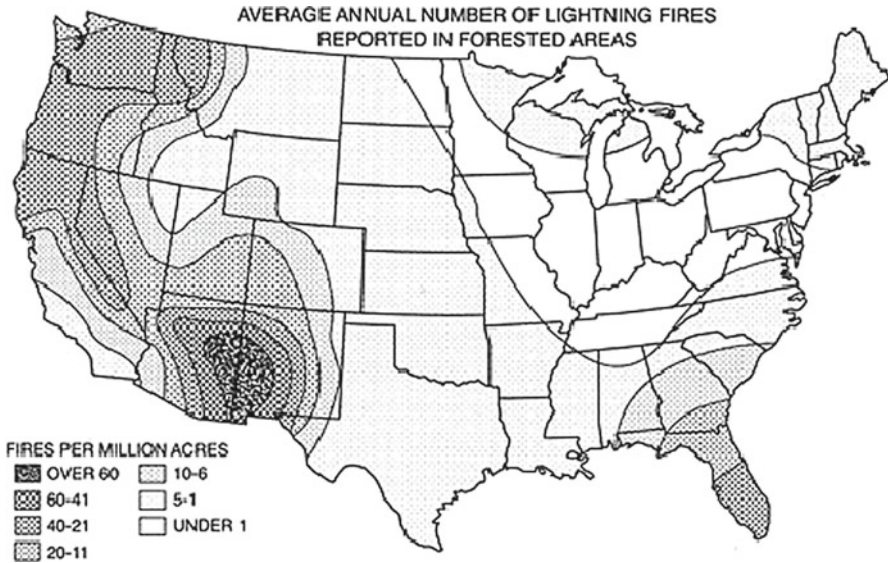 AVERAGE ANNUAL NUMBER OF LIGHTNING FIRES
REPORTED IN FORESTED AREAS
FIRES PER MILLION ACRES
OVER 60
60-41
40-21
20-11
10-6
5-1
UNDER 1